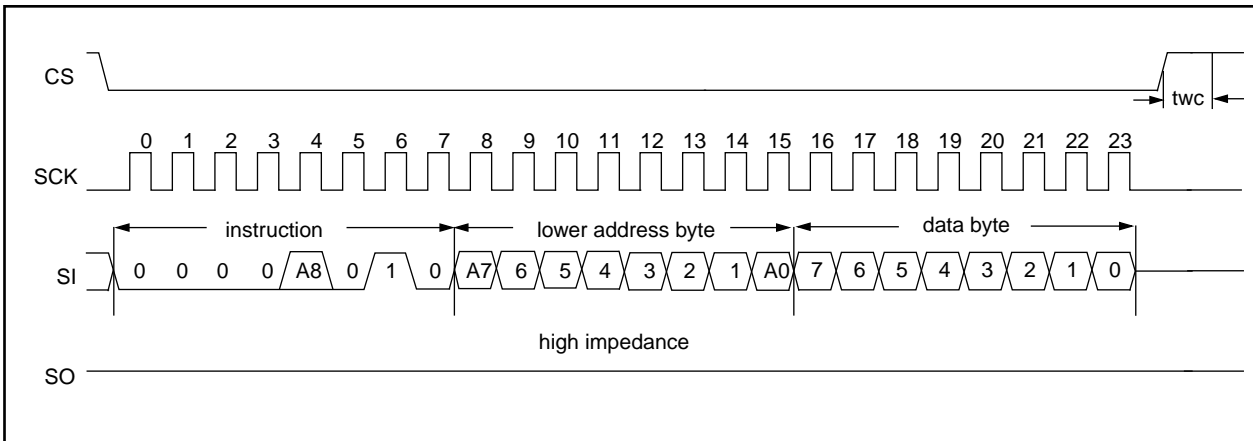 CS
twc
0 1 2 3 4 5 6 7 8 9 10 11 12 13 14 15 16 17 18 19 20 21 22 23
SCK
instruction lower address byte data byte
SI 0 0 0 0 A8 0 1 0 A7 6 5 4 3 2 1 A0 7 6 5 4 3 2 1 0
high impedance
SO